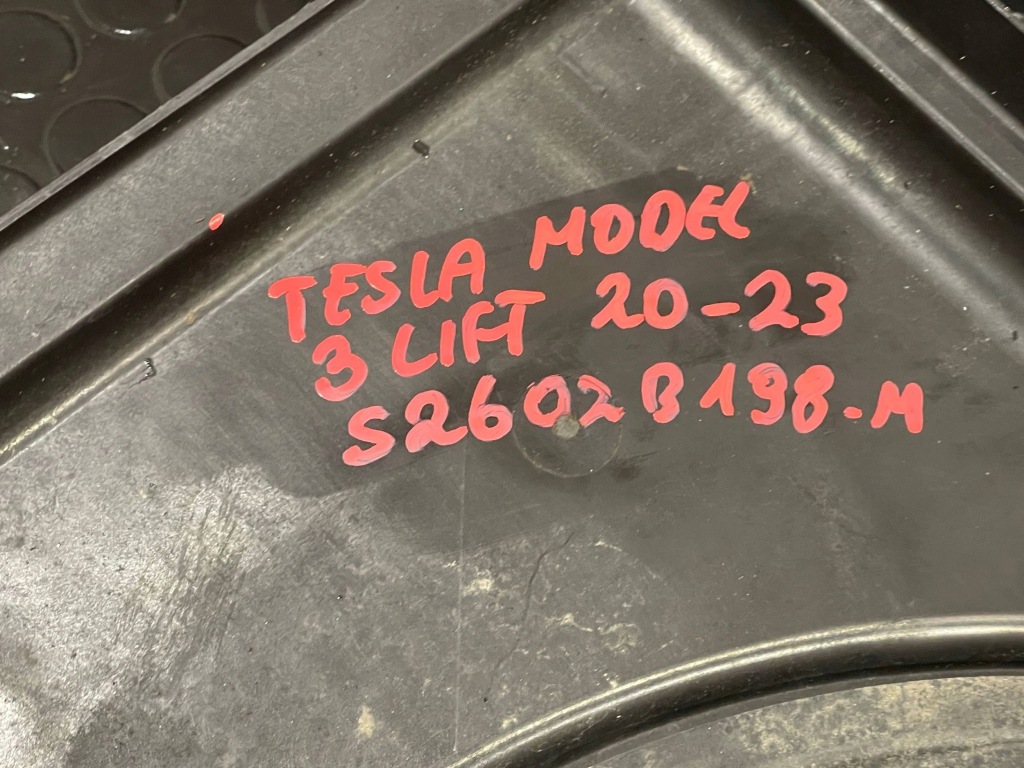 TESLA MODEL
3 LIFT 20-23
S2602B198-M